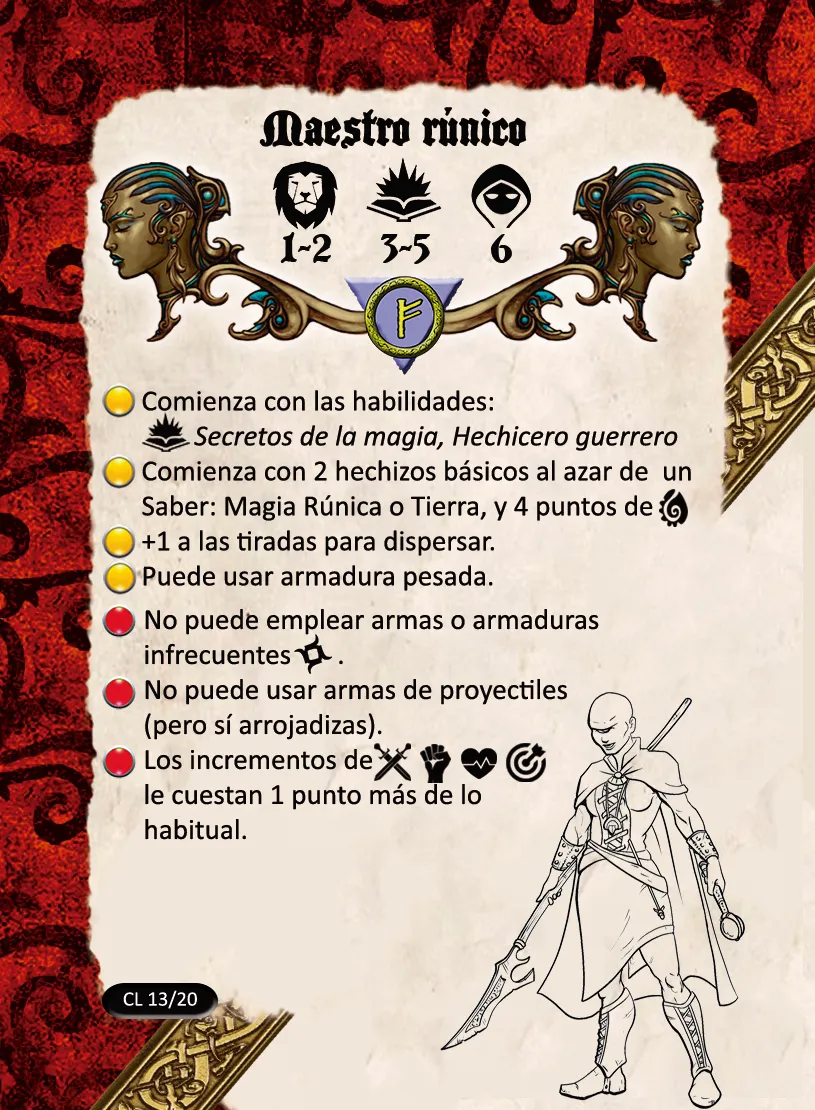 Maestro rúnico
1-2 3-5 6
Comienza con las habilidades:
Secretos de la magia, Hechicero guerrero
Comienza con 2 hechizos básicos al azar de un
Saber: Magia Rúnica o Tierra, y 4 puntos de
+1 a las tiradas para dispersar.
Puede usar armadura pesada.
No puede emplear armas o armaduras
infrecuentes .
No puede usar armas de proyectiles
(pero sí arrojadizas).
Los incrementos de
le cuestan 1 punto más de lo
habitual.
CL 13/20